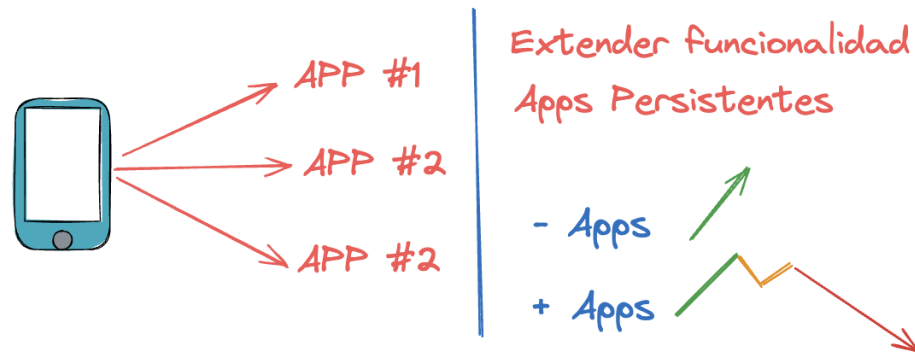 APP #1
APP #2
APP #2
Extender funcionalidad
Apps Persistentes
- Apps
+ Apps